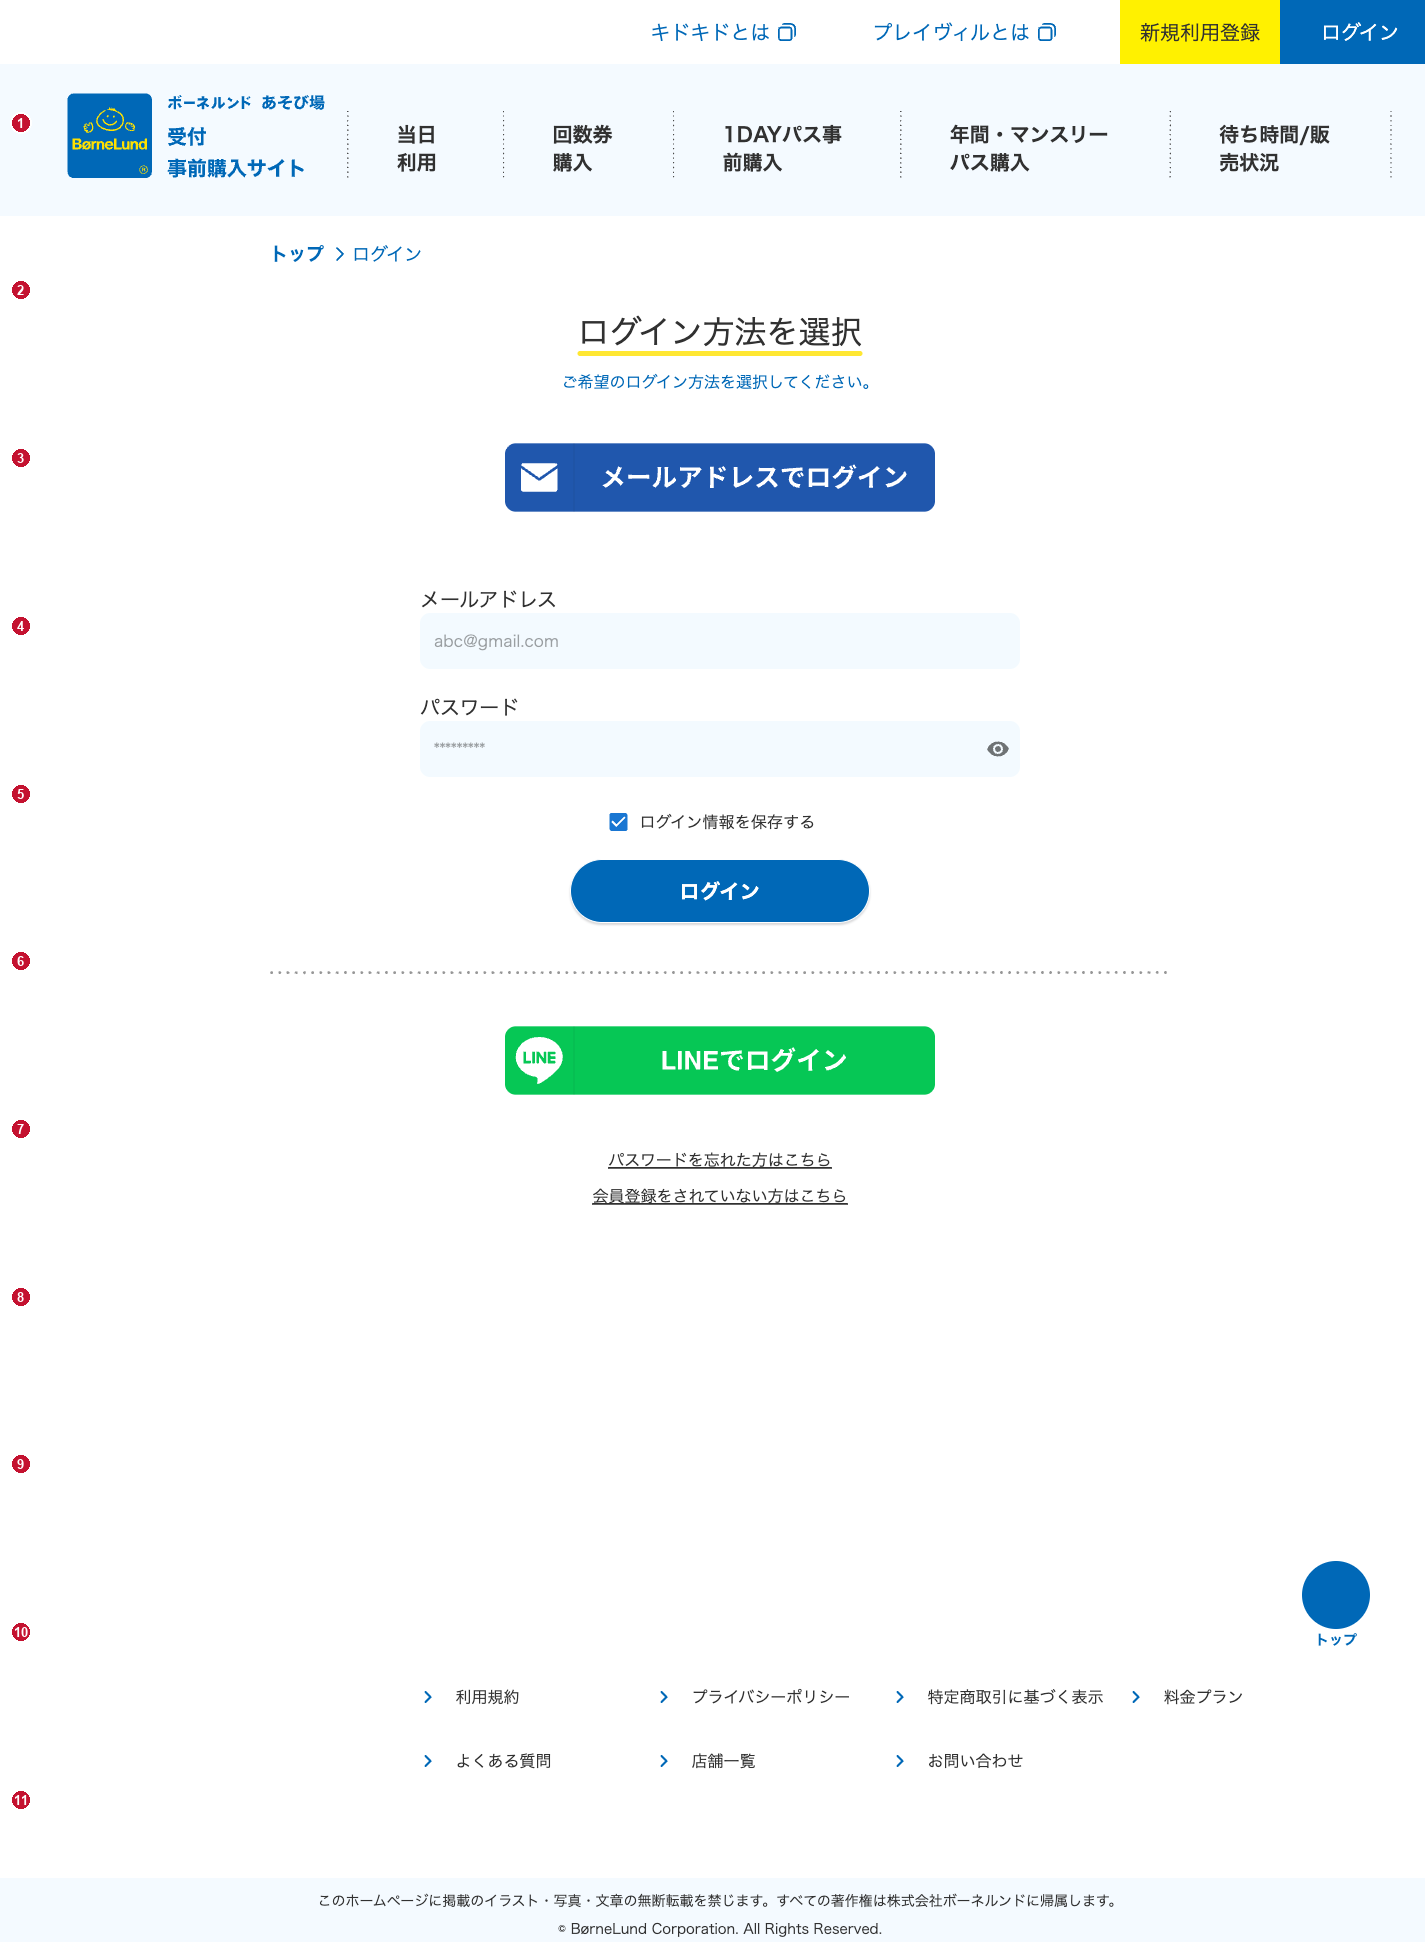 キドキドとは
プレイヴィルとは
新規利用登録
ログイン
BørneLund
®
ボーネルンド あそび場
受付
事前購入サイト
当日
利用
回数券
購入
1DAYパス事
前購入
年間・マンスリー
パス購入
待ち時間/販
売状況
1
トップ
ログイン
2
ログイン方法を選択
ご希望のログイン方法を選択してください。
3
メールアドレスでログイン
メールアドレス
4
abc@gmail.com
パスワード
*********
5
ログイン情報を保存する
ログイン
6
LINE
LINEでログイン
7
パスワードを忘れた方はこちら
会員登録をされていない方はこちら
8
9
10
トップ
利用規約
プライバシーポリシー
特定商取引に基づく表示
料金プラン
よくある質問
店舗一覧
お問い合わせ
11
このホームページに掲載のイラスト・写真・文章の無断転載を禁じます。すべての著作権は株式会社ボーネルンドに帰属します。
© BørneLund Corporation. All Rights Reserved.